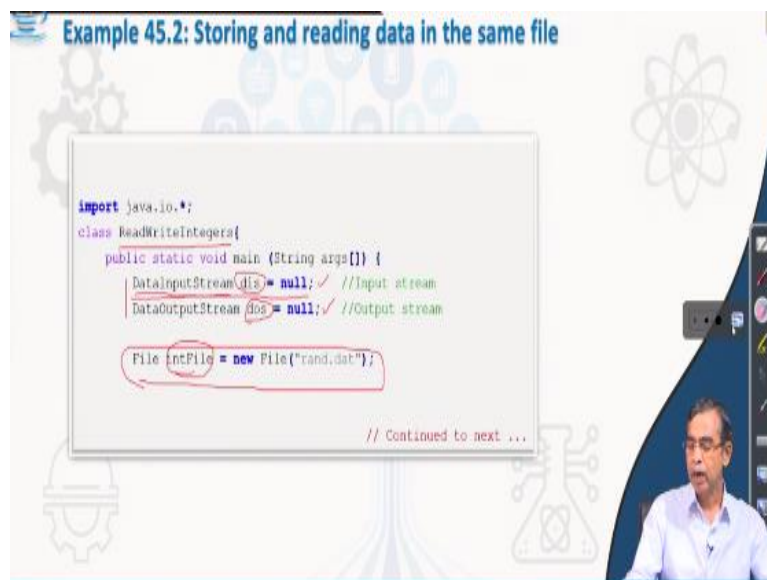 Example 45.2: Storing and reading data in the same file
import java.io.*;
class ReadWriteIntegers{
public static void main (String args[]) {
DataInputStream dis = null; //Input stream
DataOutputStream dos = null; //Output stream
File intFile = new File("rand.dat");
// Continued to next ...